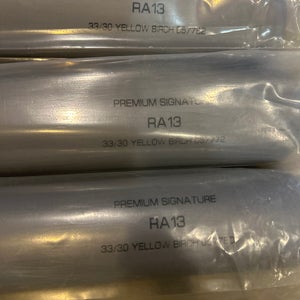 RA13
33/30 YELLOW BIRCH
PREMIUM SIGNATURE
RA13
33/30 YELLOW BIRCH
PREMIUM SIGNATURE
RA13
33/30 YELLOW BIRCH